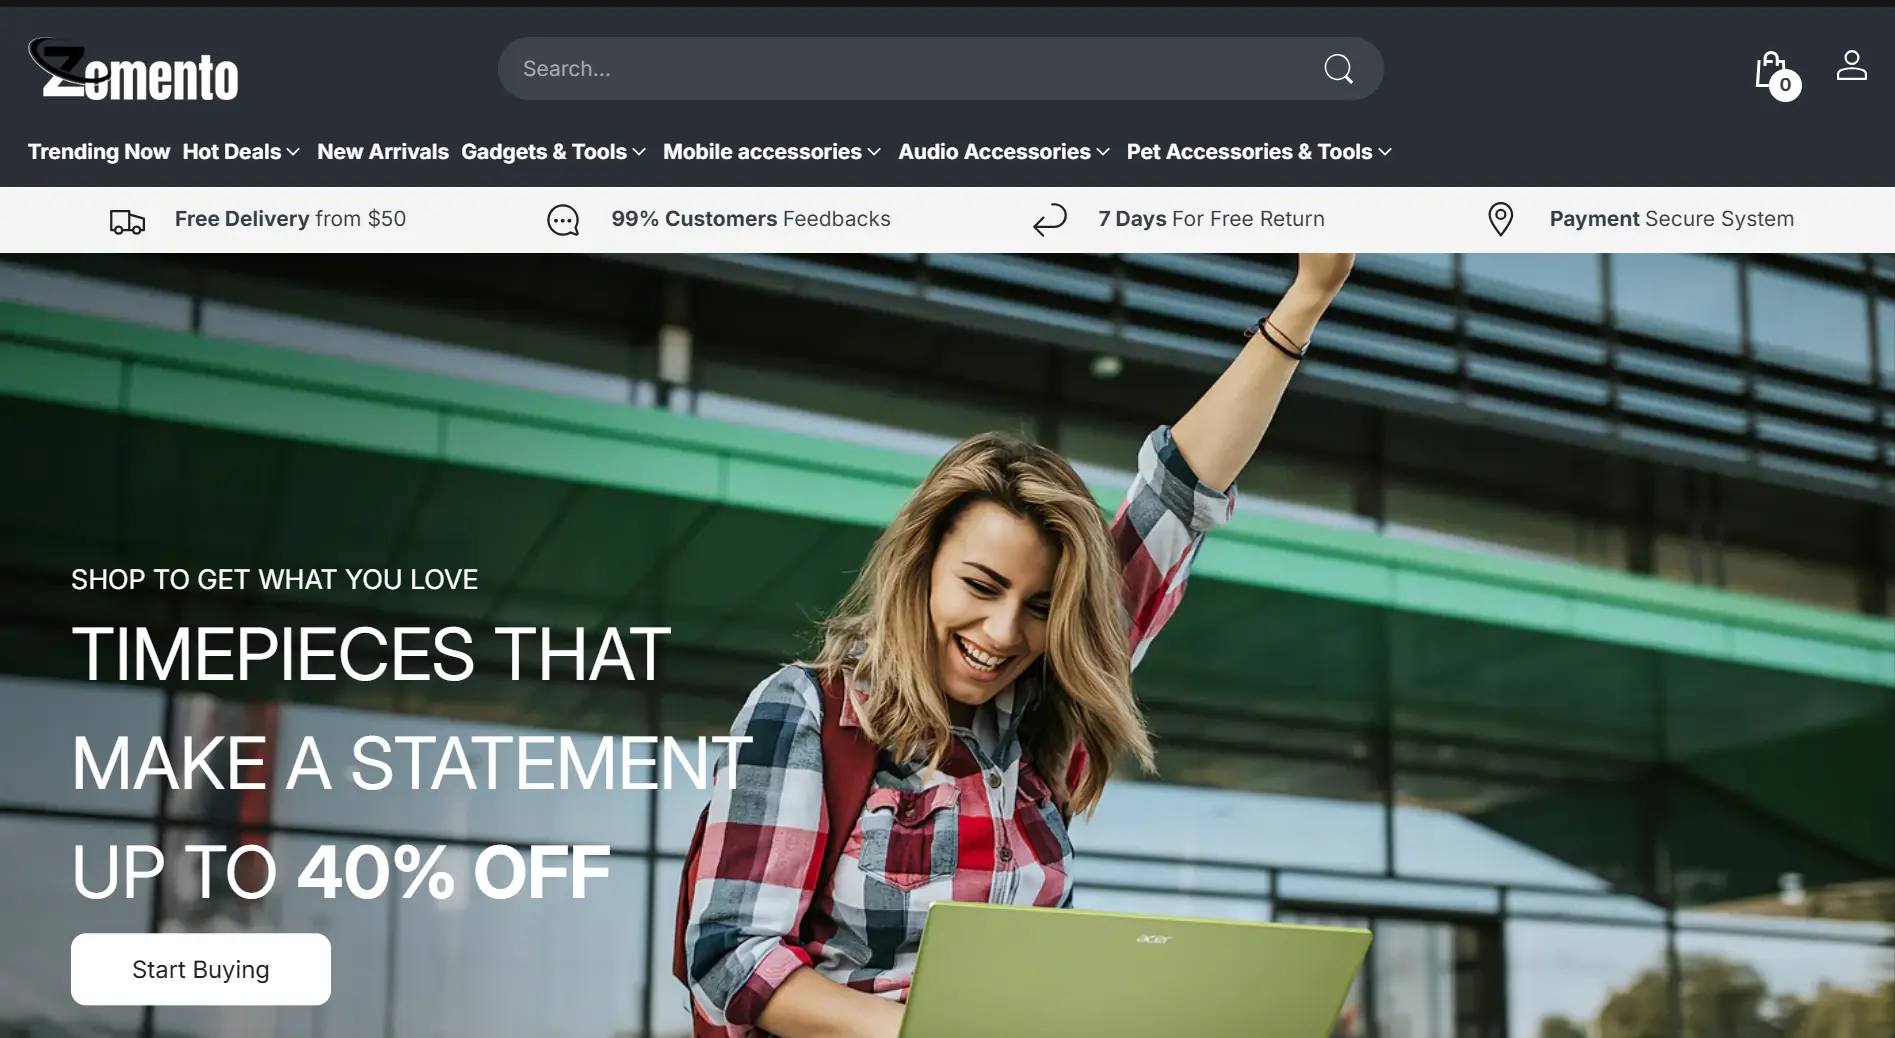 Zomento
Search...
0
Trending Now Hot Deals New Arrivals Gadgets & Tools Mobile accessories Audio Accessories Pet Accessories & Tools
Free Delivery from $50 99% Customers Feedbacks 7 Days For Free Return Payment Secure System
SHOP TO GET WHAT YOU LOVE
TIMEPIECES THAT
MAKE A STATEMENT
UP TO 40% OFF
Start Buying
acer